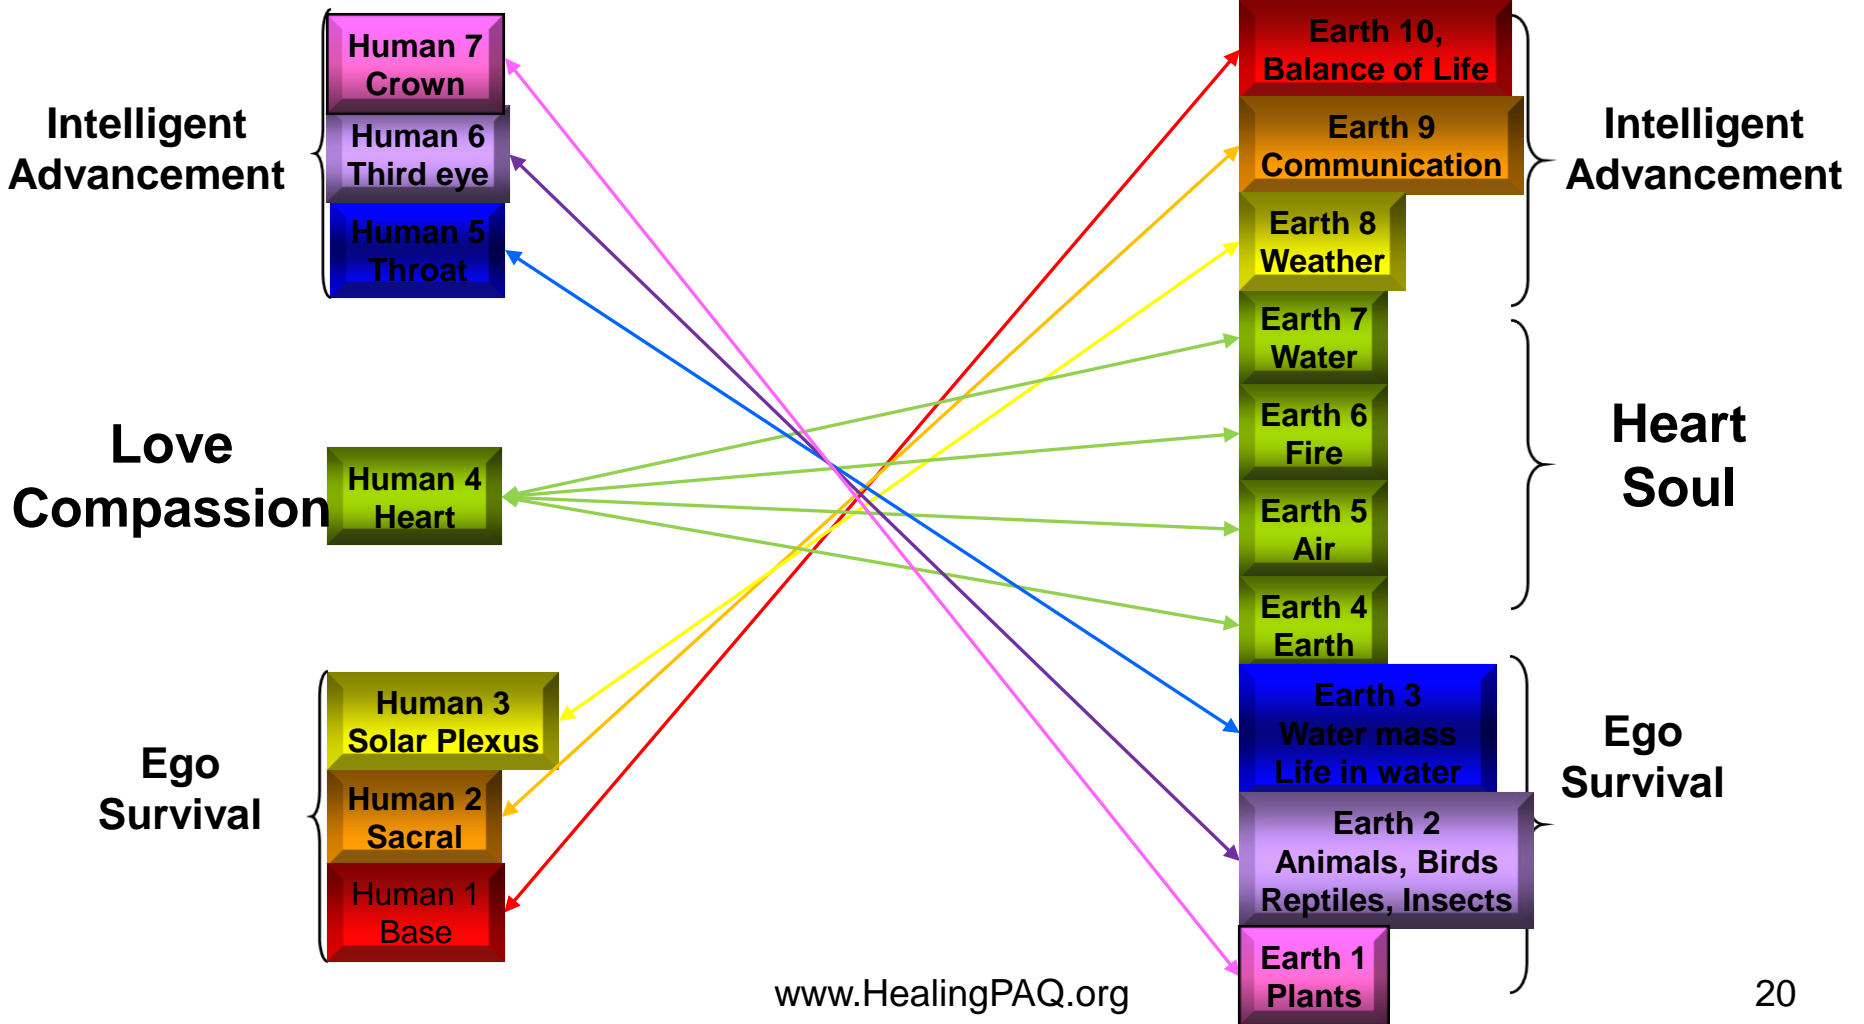 Intelligent
Advancement
Human 7
Crown
Human 6
Third eye
Human 5
Throat
Love
Compassion
Human 4
Heart
Ego
Survival
Human 3
Solar Plexus
Human 2
Sacral
Human 1
Base
Earth 10,
Balance of Life
Earth 9
Communication
Earth 8
Weather
Intelligent
Advancement
Earth 7
Water
Earth 6
Fire
Earth 5
Air
Earth 4
Earth
Heart
Soul
Earth 3
Water mass
Life in water
Earth 2
Animals, Birds
Reptiles, Insects
Earth 1
Plants
Ego
Survival
www.HealingPAQ.org
20